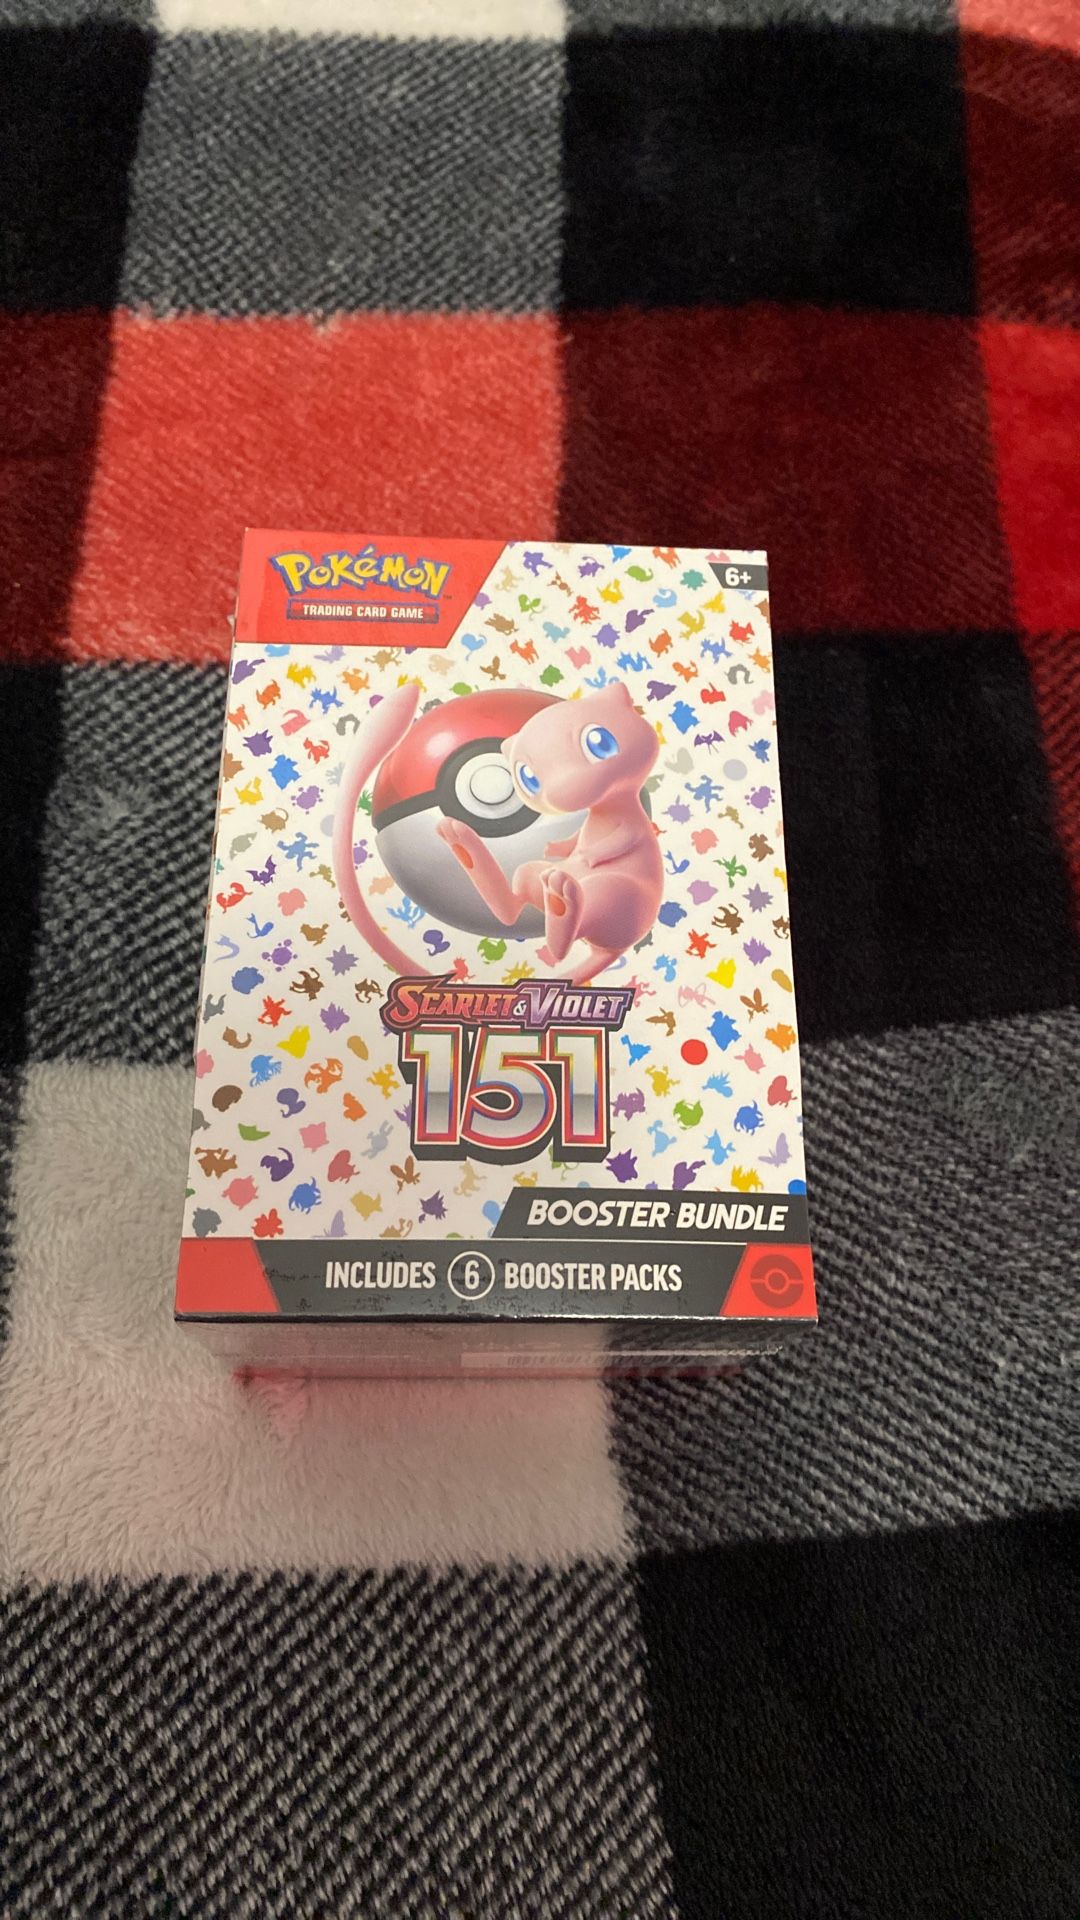 POKéMON
TRADING CARD GAME
6+
SCARLET & VIOLET
151
BOOSTER BUNDLE
INCLUDES 6 BOOSTER PACKS